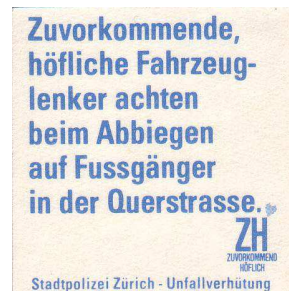 Zuvorkommende,
höfliche Fahrzeug-
lenker achten
beim Abbiegen
auf Fussgänger
in der Querstrasse.
ZH
ZUVORKOMMEND
HÖFLICH
Stadtpolizei Zürich - Unfallverhütung